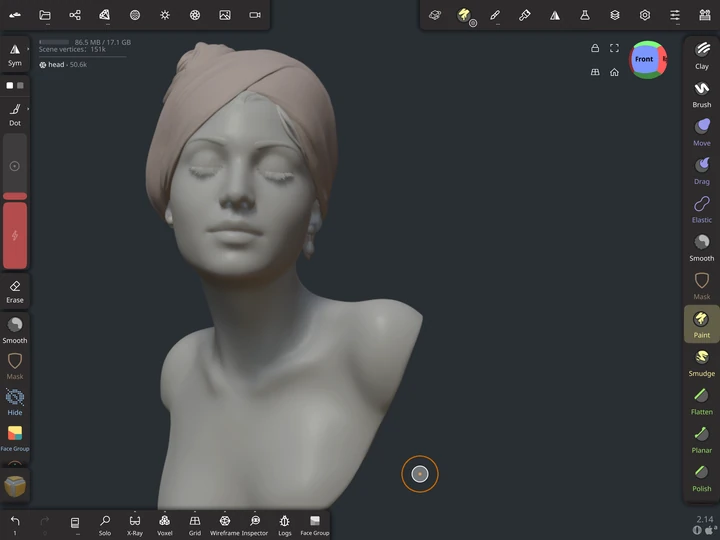 86.5 MB / 17.1 GB
Scene vertices: 151k
head - 50.6k
Front
R
Sym
Dot
Erase
Smooth
Mask
Hide
Face Group
Clay
Brush
Move
Drag
Elastic
Smooth
Mask
Paint
Smudge
Flatten
Planar
Polish
1
0
...
Solo
X-Ray
Voxel
Grid
Wireframe
Inspector
Logs
Face Group
2.14